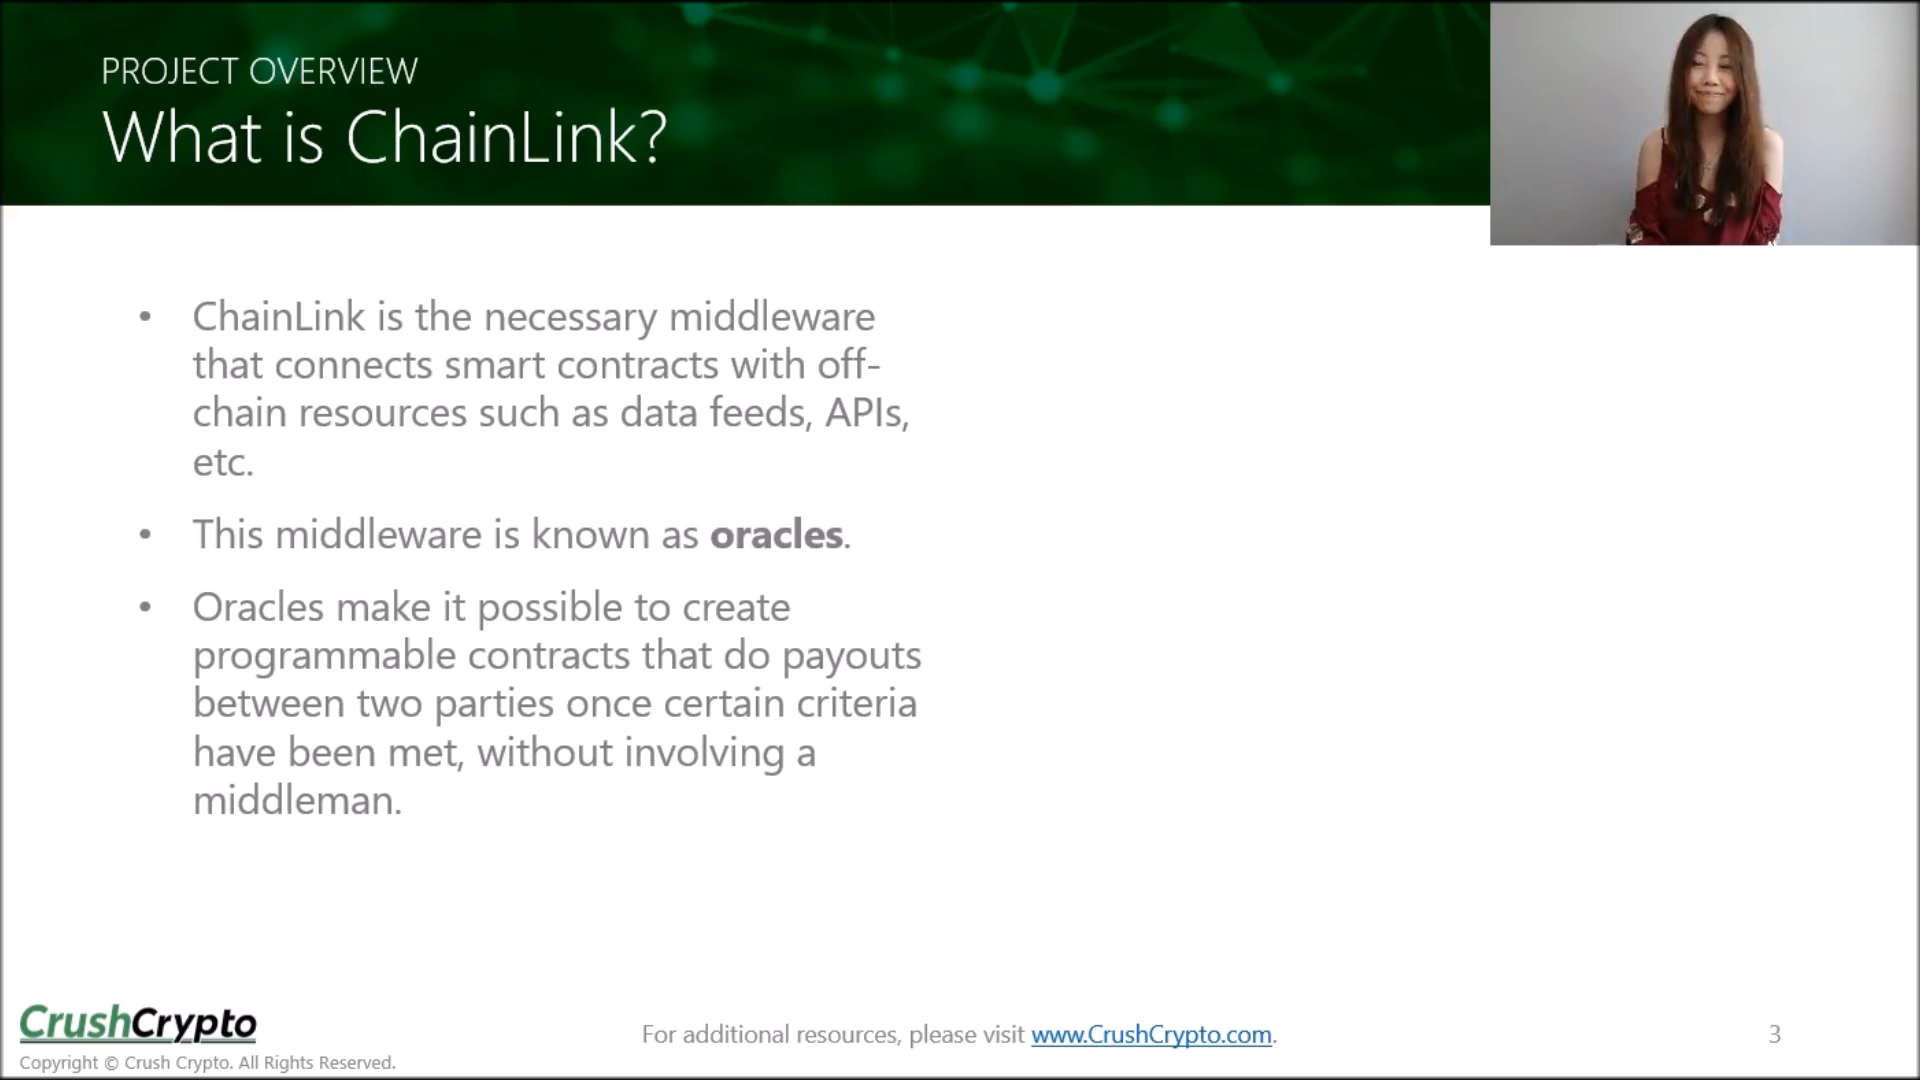 PROJECT OVERVIEW
What is ChainLink?
• ChainLink is the necessary middleware
that connects smart contracts with off-
chain resources such as data feeds, APIs,
etc.
• This middleware is known as oracles.
• Oracles make it possible to create
programmable contracts that do payouts
between two parties once certain criteria
have been met, without involving a
middleman.
CrushCrypto
Copyright © Crush Crypto. All Rights Reserved.
For additional resources, please visit www.CrushCrypto.com.
3